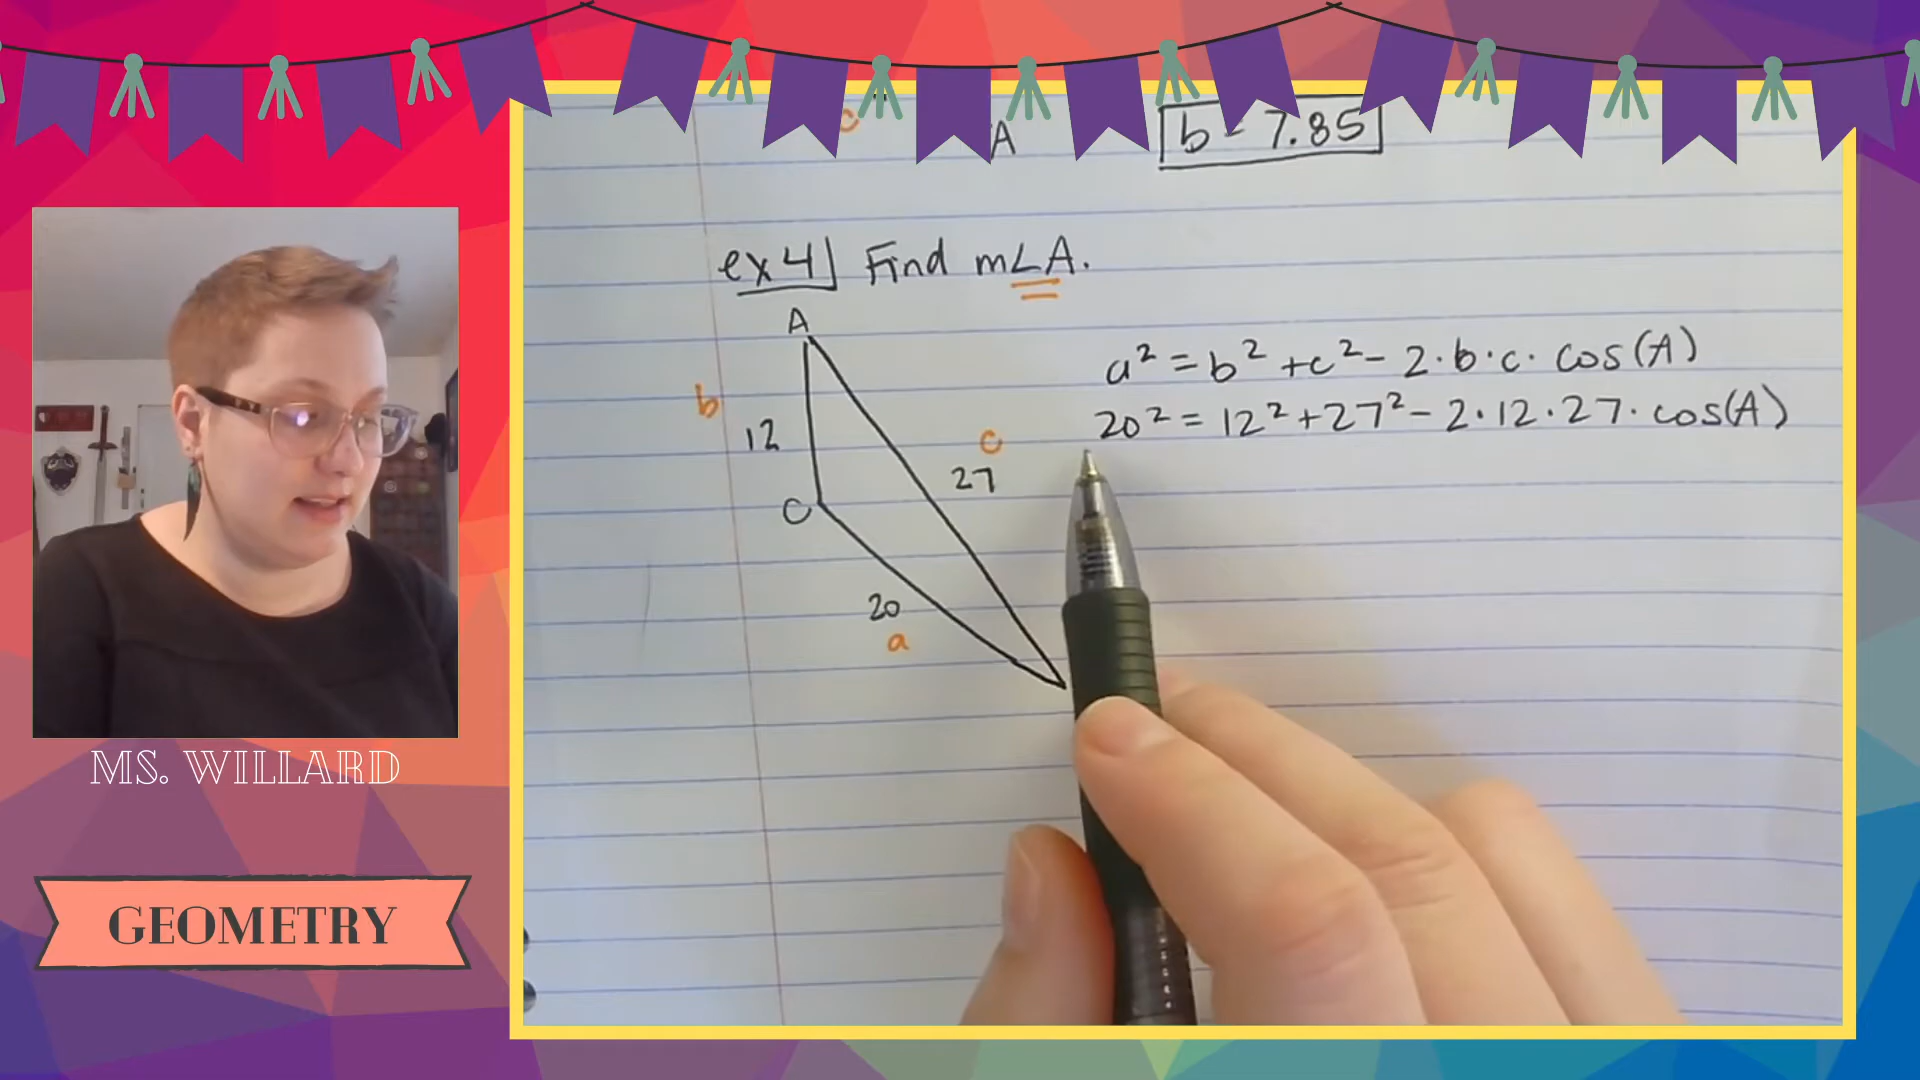 c
A
b = 7.85
ex 4] Find m∠A.
A
b
12
c
27
C
20
a
a² = b² + c² - 2·b·c·cos(A)
20² = 12² + 27² - 2·12·27·cos(A)
MS. WILLARD
GEOMETRY